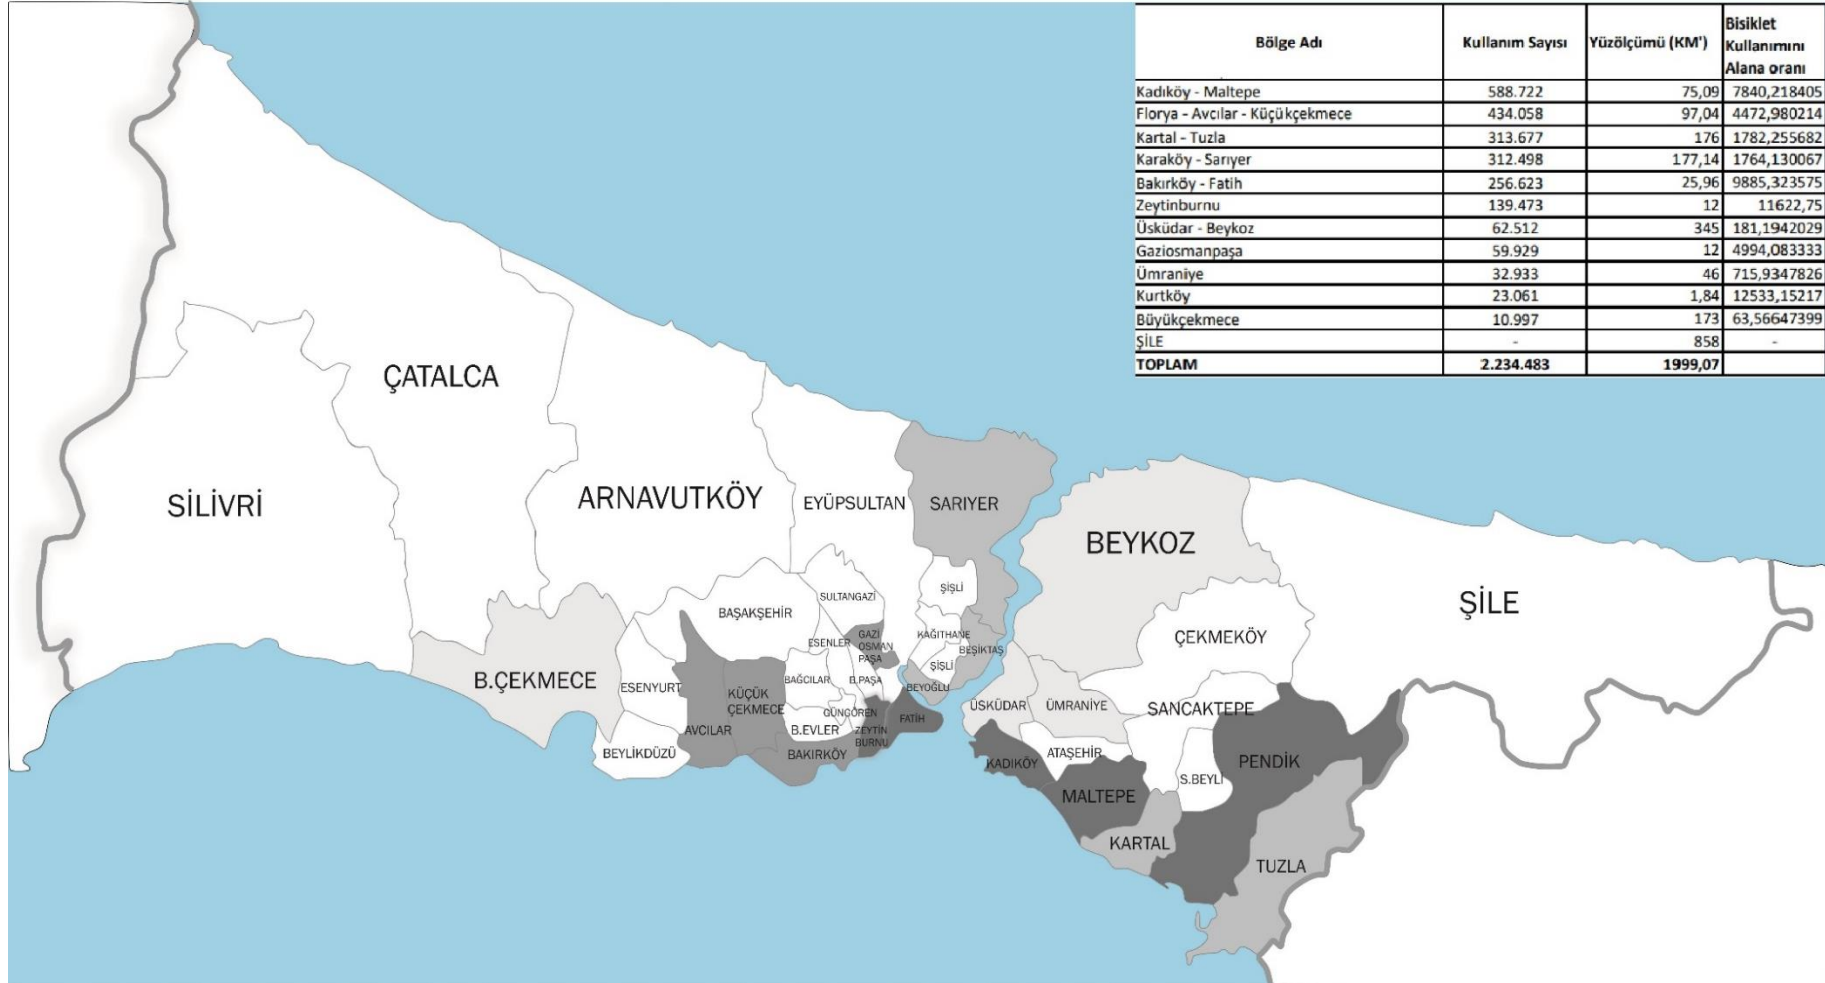 Bölge Adı Kullanım Sayısı Yüzölçümü (KM') Bisiklet Kullanımını Alana oranı
Kadıköy - Maltepe 588.722 75,09 7840,218405
Florya - Avcılar - Küçükçekmece 434.058 97,04 4472,980214
Kartal - Tuzla 313.677 176 1782,255682
Karaköy - Sarıyer 312.498 177,14 1764,130067
Bakırköy - Fatih 256.623 25,96 9885,323575
Zeytinburnu 139.473 12 11622,75
Üsküdar - Beykoz 62.512 345 181,1942029
Gaziosmanpaşa 59.929 12 4994,083333
Ümraniye 32.933 46 715,9347826
Kurtköy 23.061 1,84 12533,15217
Büyükçekmece 10.997 173 63,56647399
ŞİLE - 858 -
TOPLAM 2.234.483 1999,07
ÇATALCA
SİLİVRİ
ARNAVUTKÖY
EYÜPSULTAN
SARIYER
BEYKOZ
ŞİLE
ŞİŞLİ
SULTANGAZİ
BAŞAKŞEHİR
ESENLER
GAZİ
OSMAN
PAŞA
KAĞITHANE
BEŞİKTAŞ
ÇEKMEKÖY
ŞİŞLİ
B.ÇEKMECE
ESENYURT
BAĞCILAR
B.PAŞA
BEYOĞLU
KÜÇÜK
ÇEKMECE
ÜSKÜDAR
ÜMRANİYE
SANCAKTEPE
GÜNGÖREN
FATİH
AVCILAR
B.EVLER
ZEYTİN
BURNU
BEYLİKDÜZÜ
BAKIRKÖY
ATAŞEHİR
KADIKÖY
PENDİK
S.BEYLİ
MALTEPE
KARTAL
TUZLA